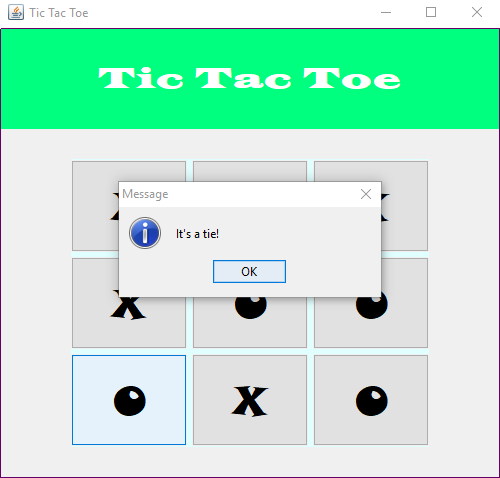 Tic Tac Toe
Tic Tac Toe
Message
It's a tie!
OK
X
X